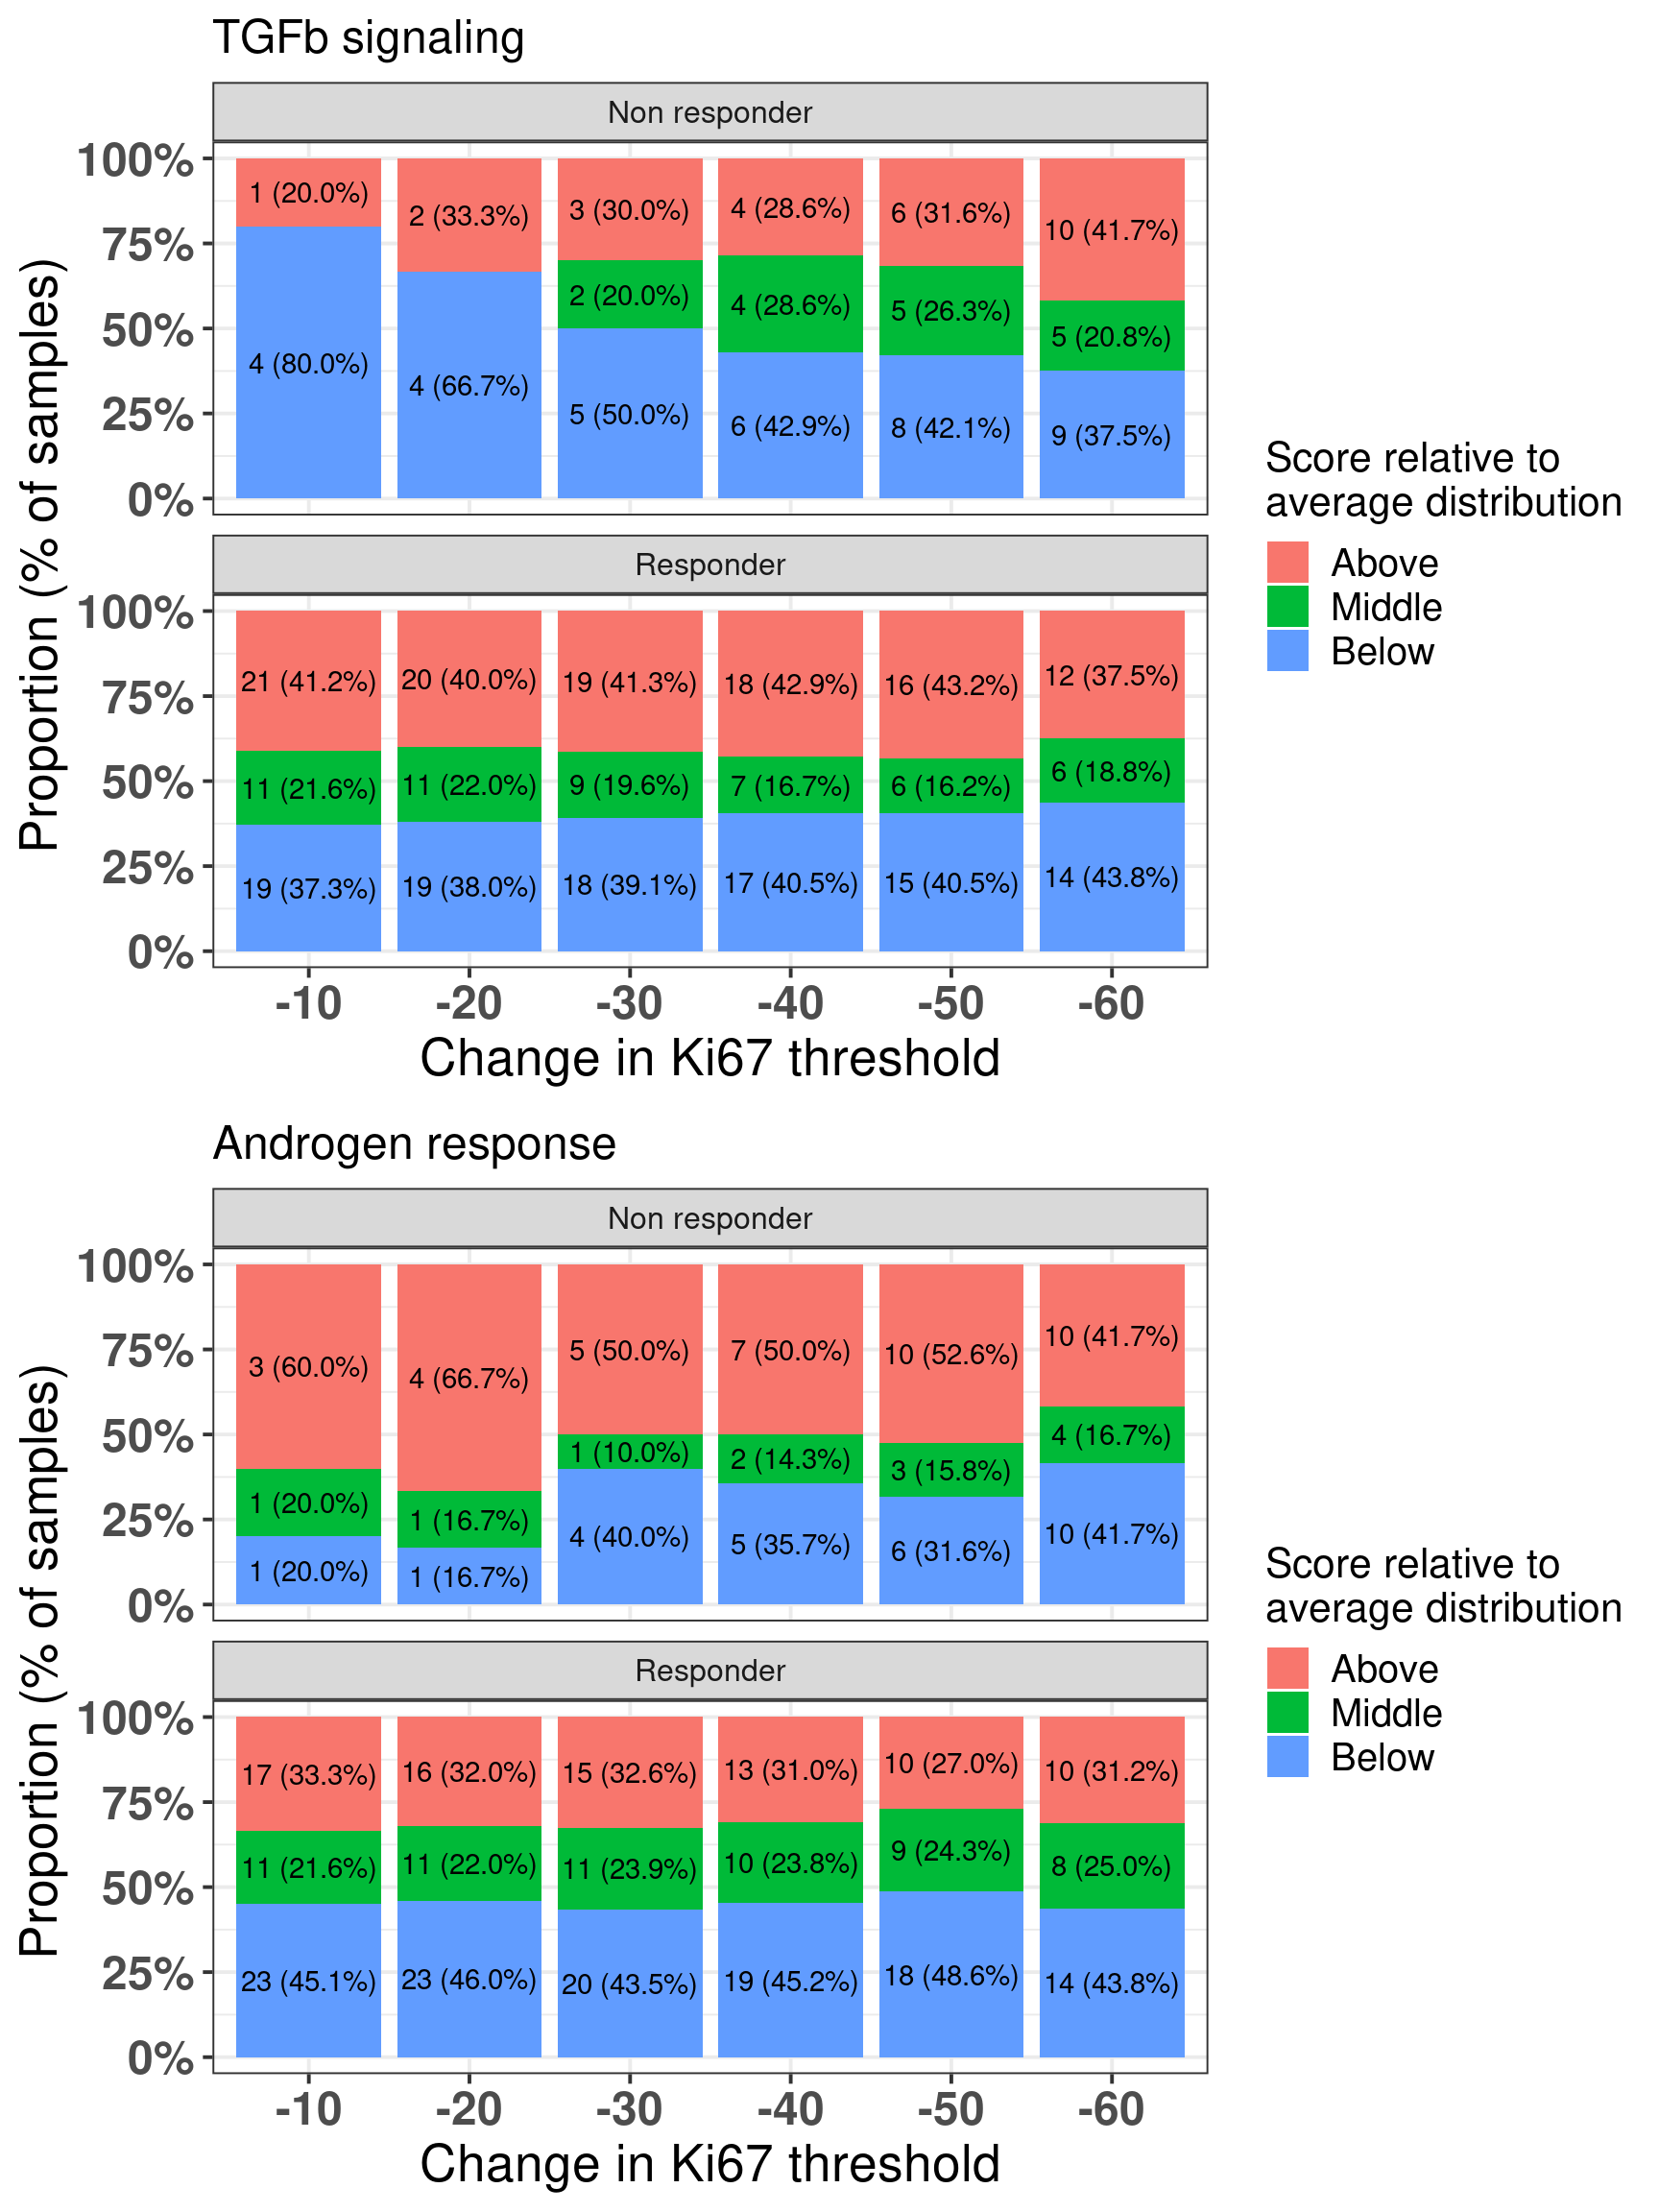 TGFb signaling
Non responder
100%
75%
50%
25%
0%
1 (20.0%) 2 (33.3%) 3 (30.0%) 4 (28.6%) 6 (31.6%) 10 (41.7%)
2 (20.0%) 4 (28.6%) 5 (26.3%) 5 (20.8%)
4 (80.0%) 4 (66.7%) 5 (50.0%) 6 (42.9%) 8 (42.1%) 9 (37.5%)
Responder
100%
75%
50%
25%
0%
21 (41.2%) 20 (40.0%) 19 (41.3%) 18 (42.9%) 16 (43.2%) 12 (37.5%)
11 (21.6%) 11 (22.0%) 9 (19.6%) 7 (16.7%) 6 (16.2%) 6 (18.8%)
19 (37.3%) 19 (38.0%) 18 (39.1%) 17 (40.5%) 15 (40.5%) 14 (43.8%)
-10 -20 -30 -40 -50 -60
Change in Ki67 threshold
Proportion (% of samples)
Score relative to
average distribution
Above
Middle
Below
Androgen response
Non responder
100%
75%
50%
25%
0%
3 (60.0%) 4 (66.7%) 5 (50.0%) 7 (50.0%) 10 (52.6%) 10 (41.7%)
1 (20.0%) 1 (16.7%) 1 (10.0%) 2 (14.3%) 3 (15.8%) 4 (16.7%)
1 (20.0%) 1 (16.7%) 4 (40.0%) 5 (35.7%) 6 (31.6%) 10 (41.7%)
Responder
100%
75%
50%
25%
0%
17 (33.3%) 16 (32.0%) 15 (32.6%) 13 (31.0%) 10 (27.0%) 10 (31.2%)
11 (21.6%) 11 (22.0%) 11 (23.9%) 10 (23.8%) 9 (24.3%) 8 (25.0%)
23 (45.1%) 23 (46.0%) 20 (43.5%) 19 (45.2%) 18 (48.6%) 14 (43.8%)
-10 -20 -30 -40 -50 -60
Change in Ki67 threshold
Proportion (% of samples)
Score relative to
average distribution
Above
Middle
Below